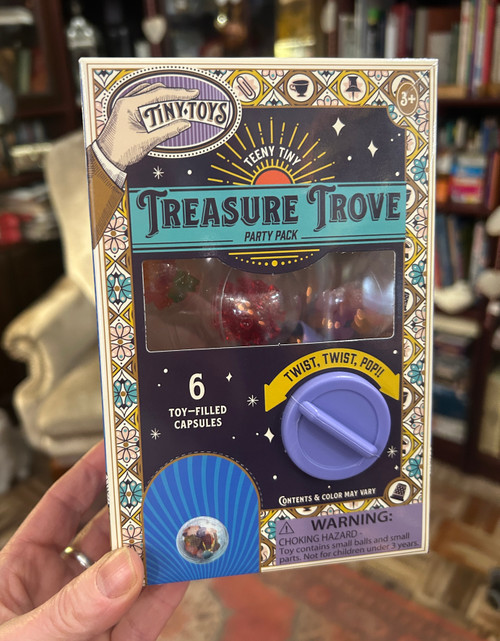 TINY·TOYS
3+
TEENY TINY
TREASURE TROVE
PARTY PACK
TWIST, TWIST, POP!!
6
TOY-FILLED
CAPSULES
CONTENTS & COLOR MAY VARY
WARNING:
CHOKING HAZARD -
Toy contains small balls and small
parts. Not for children under 3 years.